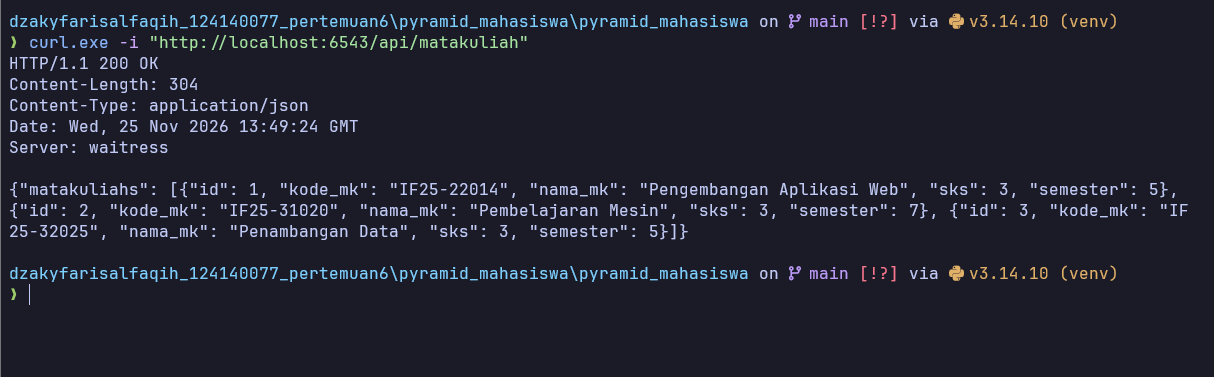 dzakyfarisalfaqih_124140077_pertemuan6\pyramid_mahasiswa\pyramid_mahasiswa on main [!?] via v3.14.10 (venv)
❯ curl.exe -i "http://localhost:6543/api/matakuliah"
HTTP/1.1 200 OK
Content-Length: 304
Content-Type: application/json
Date: Wed, 25 Nov 2026 13:49:24 GMT
Server: waitress
{"matakuliahs": [{"id": 1, "kode_mk": "IF25-22014", "nama_mk": "Pengembangan Aplikasi Web", "sks": 3, "semester": 5},
{"id": 2, "kode_mk": "IF25-31020", "nama_mk": "Pembelajaran Mesin", "sks": 3, "semester": 7}, {"id": 3, "kode_mk": "IF
25-32025", "nama_mk": "Penambangan Data", "sks": 3, "semester": 5}]}
dzakyfarisalfaqih_124140077_pertemuan6\pyramid_mahasiswa\pyramid_mahasiswa on main [!?] via v3.14.10 (venv)
❯